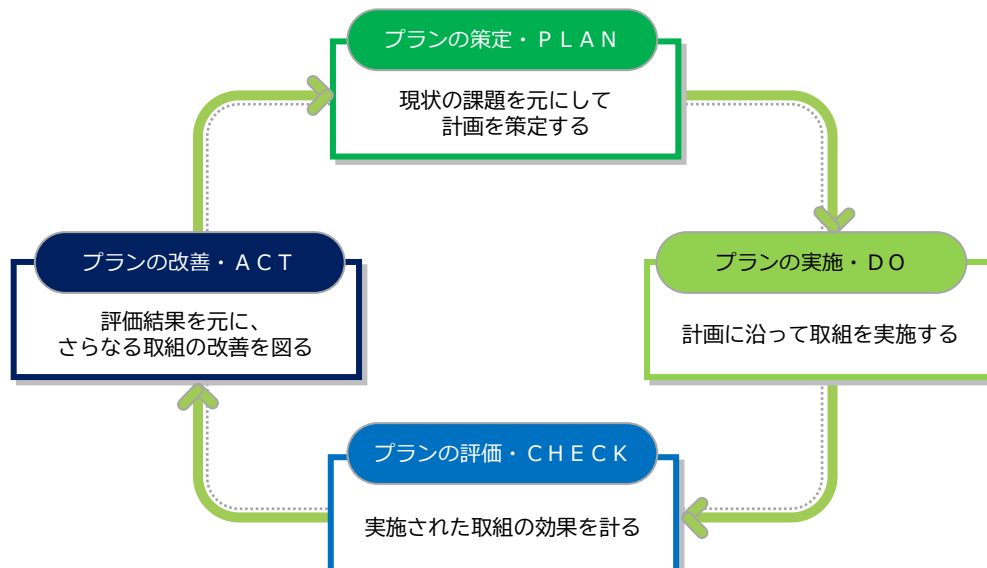 プランの策定・ＰＬＡＮ
現状の課題を元にして
計画を策定する
プランの改善・ＡＣＴ
評価結果を元に、
さらなる取組の改善を図る
プランの実施・ＤＯ
計画に沿って取組を実施する
プランの評価・ＣＨＥＣＫ
実施された取組の効果を計る